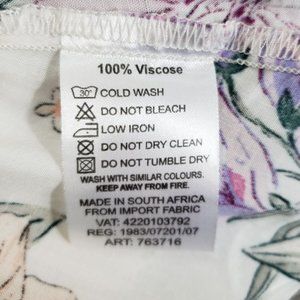 100% Viscose
30° COLD WASH
DO NOT BLEACH
LOW IRON
DO NOT DRY CLEAN
DO NOT TUMBLE DRY
WASH WITH SIMILAR COLOURS.
KEEP AWAY FROM FIRE.
MADE IN SOUTH AFRICA
FROM IMPORT FABRIC
VAT: 4220103792
REG: 1983/07201/07
ART: 763716